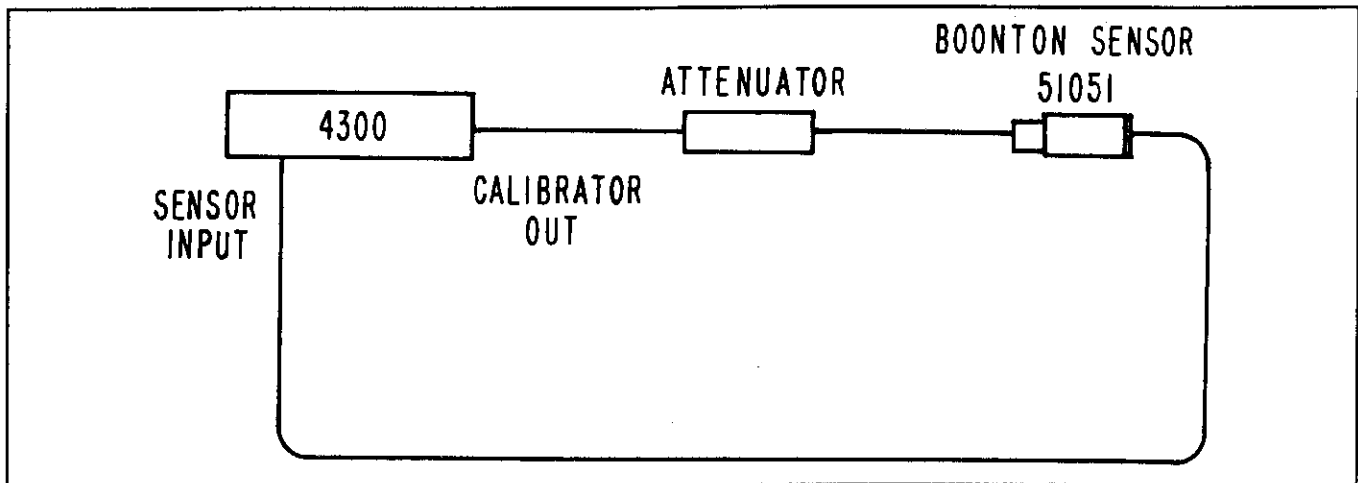 BOONTON SENSOR
51051
ATTENUATOR
4300
SENSOR
INPUT
CALIBRATOR
OUT